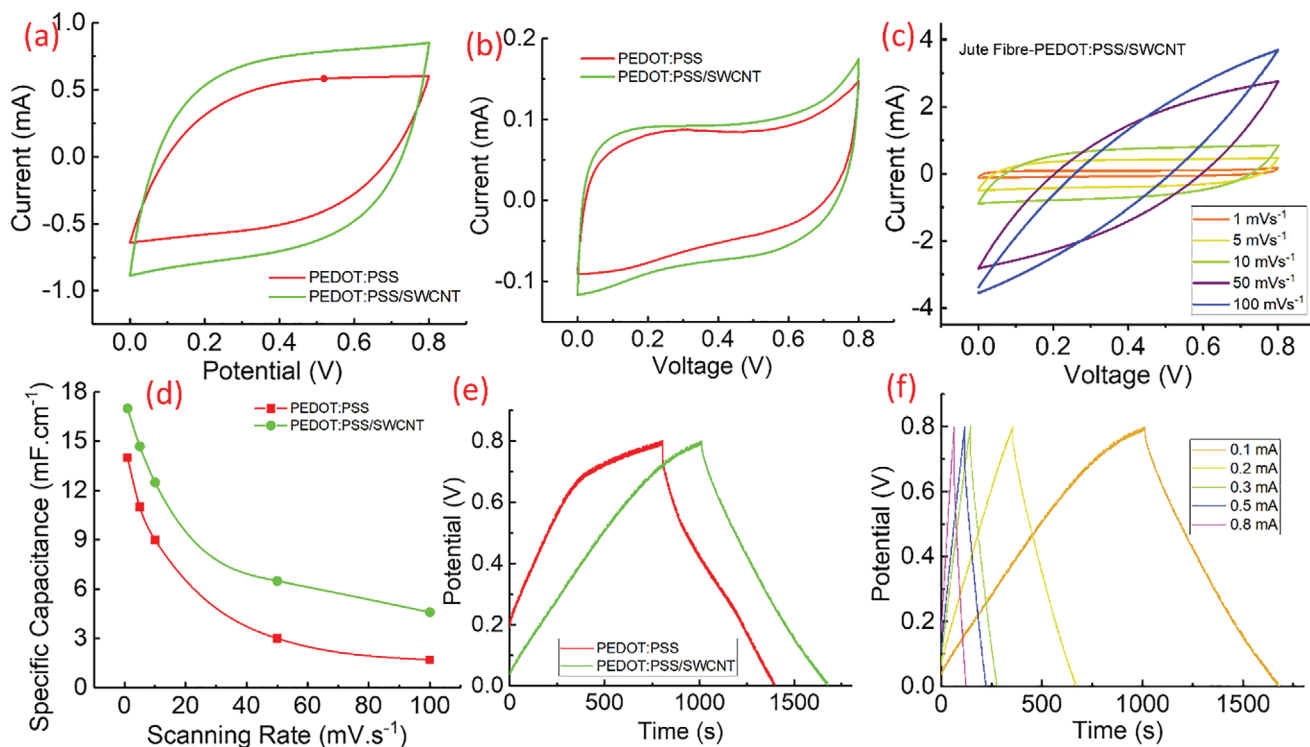 (a)
1.0
0.5
0.0
-0.5
-1.0
Current (mA)
PEDOT:PSS
PEDOT:PSS/SWCNT
0.0 0.2 0.4 0.6 0.8
Potential (V)
(b)
0.2
0.1
0.0
-0.1
Current (mA)
PEDOT:PSS
PEDOT:PSS/SWCNT
0.0 0.2 0.4 0.6 0.8
Voltage (V)
(c)
Jute Fibre-PEDOT:PSS/SWCNT
4
2
0
-2
-4
Current (mA)
1 mVs⁻¹
5 mVs⁻¹
10 mVs⁻¹
50 mVs⁻¹
100 mVs⁻¹
0.0 0.2 0.4 0.6 0.8
Voltage (V)
(d)
18
15
12
9
6
3
0
Specific Capacitance (mF.cm⁻¹)
PEDOT:PSS
PEDOT:PSS/SWCNT
0 20 40 60 80 100
Scanning Rate (mV.s⁻¹)
(e)
1.0
0.8
0.6
0.4
0.2
0.0
Potential (V)
PEDOT:PSS
PEDOT:PSS/SWCNT
0 500 1000 1500
Time (s)
(f)
1.0
0.8
0.6
0.4
0.2
0.0
Potential (V)
0.1 mA
0.2 mA
0.3 mA
0.5 mA
0.8 mA
0 500 1000 1500
Time (s)